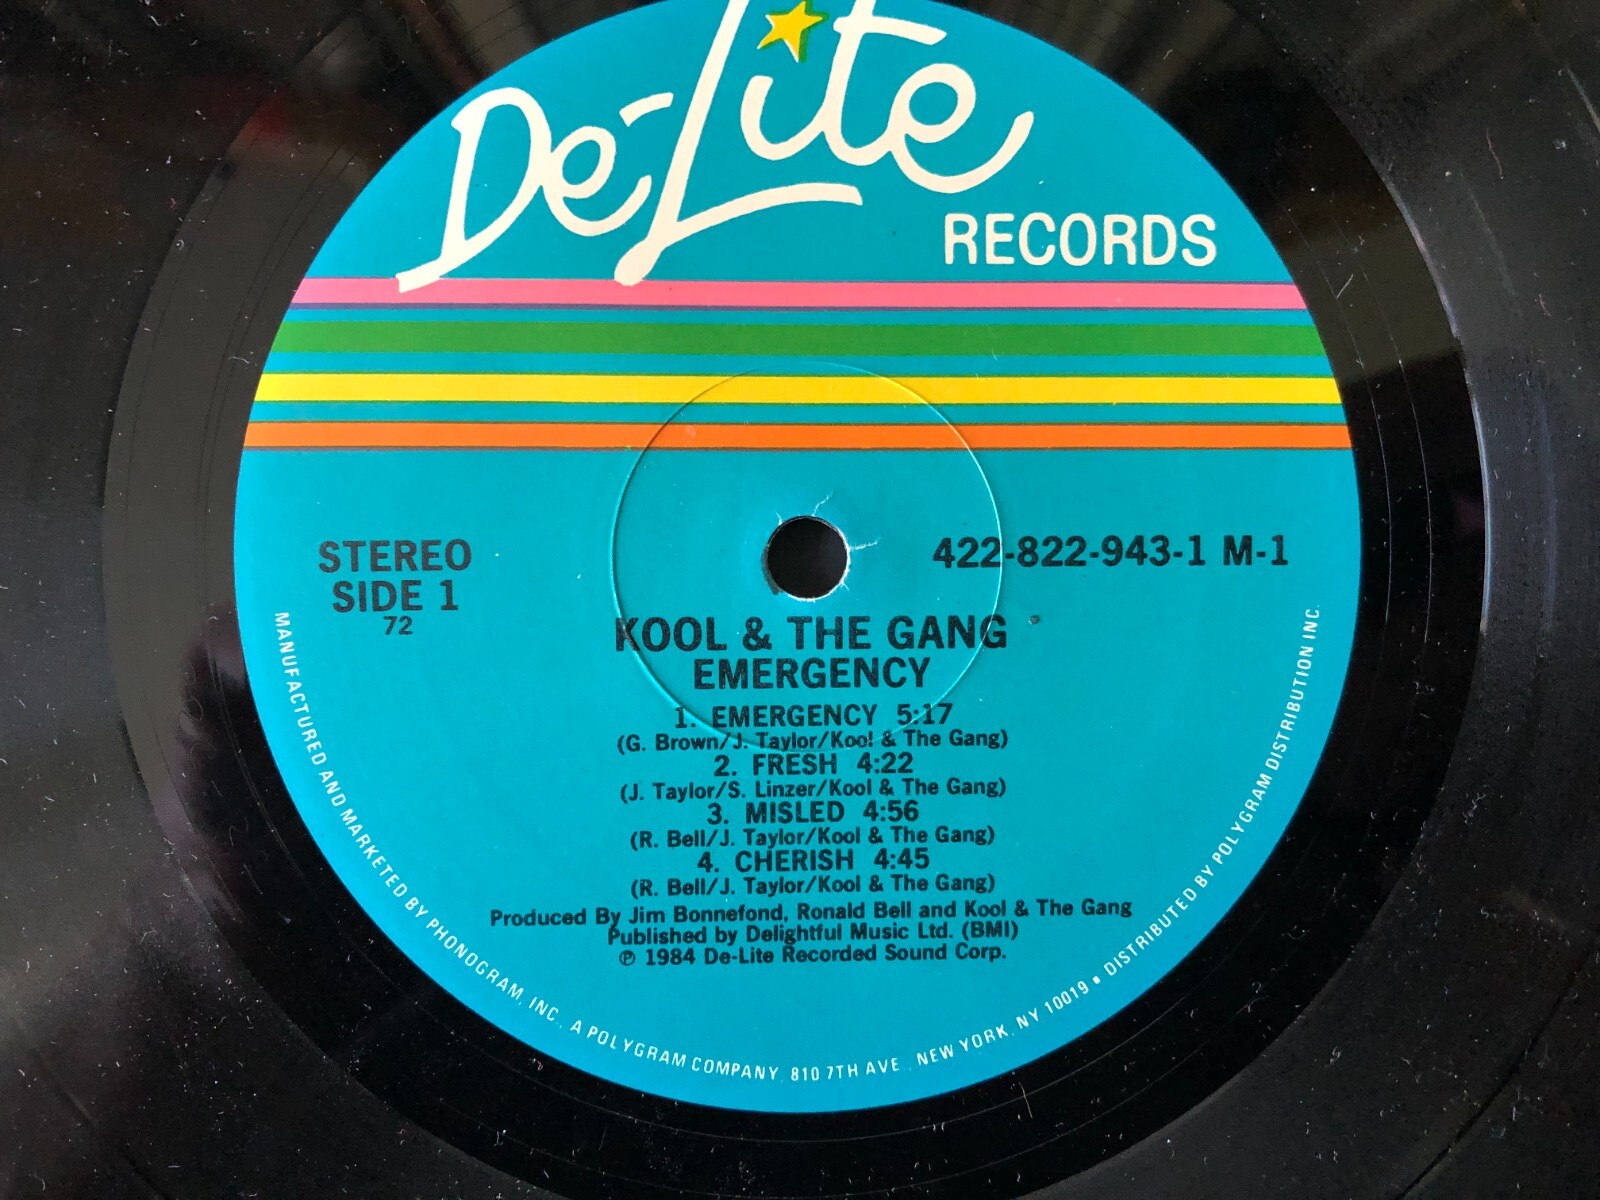 De-Lite
RECORDS
STEREO
SIDE 1
72
422-822-943-1 M-1
KOOL & THE GANG
EMERGENCY
1. EMERGENCY 5:17
(G. Brown/J. Taylor/Kool & The Gang)
2. FRESH 4:22
(J. Taylor/S. Linzer/Kool & The Gang)
3. MISLED 4:56
(R. Bell/J. Taylor/Kool & The Gang)
4. CHERISH 4:45
(R. Bell/J. Taylor/Kool & The Gang)
Produced By Jim Bonnefond, Ronald Bell and Kool & The Gang
Published by Delightful Music Ltd. (BMI)
℗ 1984 De-Lite Recorded Sound Corp.
MANUFACTURED AND MARKETED BY PHONOGRAM, INC., A POLYGRAM COMPANY, 810 7TH AVE., NEW YORK, NY 10019 ▪ DISTRIBUTED BY POLYGRAM DISTRIBUTION INC.